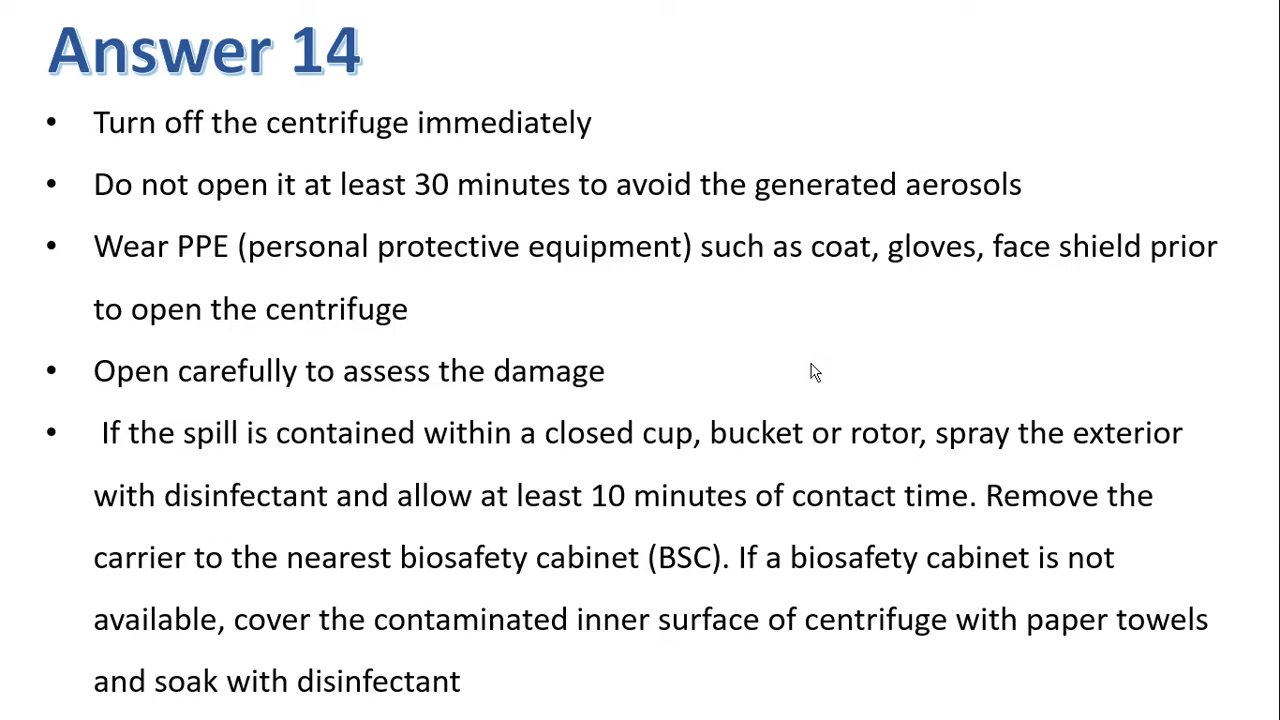 Answer 14
• Turn off the centrifuge immediately
• Do not open it at least 30 minutes to avoid the generated aerosols
• Wear PPE (personal protective equipment) such as coat, gloves, face shield prior
to open the centrifuge
• Open carefully to assess the damage
• If the spill is contained within a closed cup, bucket or rotor, spray the exterior
with disinfectant and allow at least 10 minutes of contact time. Remove the
carrier to the nearest biosafety cabinet (BSC). If a biosafety cabinet is not
available, cover the contaminated inner surface of centrifuge with paper towels
and soak with disinfectant